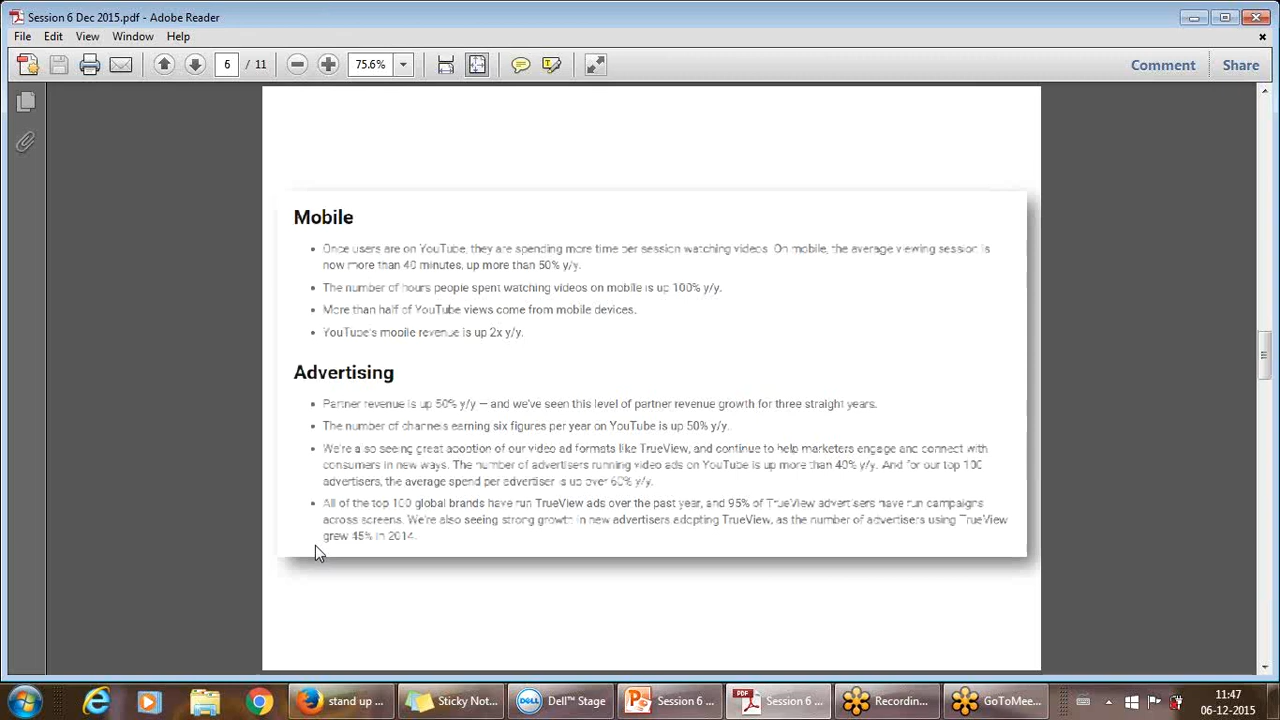 Session 6 Dec 2015.pdf - Adobe Reader
File Edit View Window Help
6 / 11 75.6% Comment Share
Mobile
• Once users are on YouTube, they are spending more time per session watching videos. On mobile, the average viewing session is
now more than 40 minutes, up more than 50% y/y.
• The number of hours people spent watching videos on mobile is up 100% y/y.
• More than half of YouTube views come from mobile devices.
• YouTube's mobile revenue is up 2x y/y.
Advertising
• Partner revenue is up 50% y/y — and we've seen this level of partner revenue growth for three straight years.
• The number of channels earning six figures per year on YouTube is up 50% y/y.
• We're also seeing great adoption of our video ad formats like TrueView, and continue to help marketers engage and connect with
consumers in new ways. The number of advertisers running video ads on YouTube is up more than 40% y/y. And for our top 100
advertisers, the average spend per advertiser is up over 60% y/y.
• All of the top 100 global brands have run TrueView ads over the past year, and 95% of TrueView advertisers have run campaigns
across screens. We're also seeing strong growth in new advertisers adopting TrueView, as the number of advertisers using TrueView
grew 45% in 2014.
stand up ... Sticky Not... DELL Dell™ Stage Session 6 ... PDF Session 6 ... Recordin... GoToMee... 11:47
06-12-2015